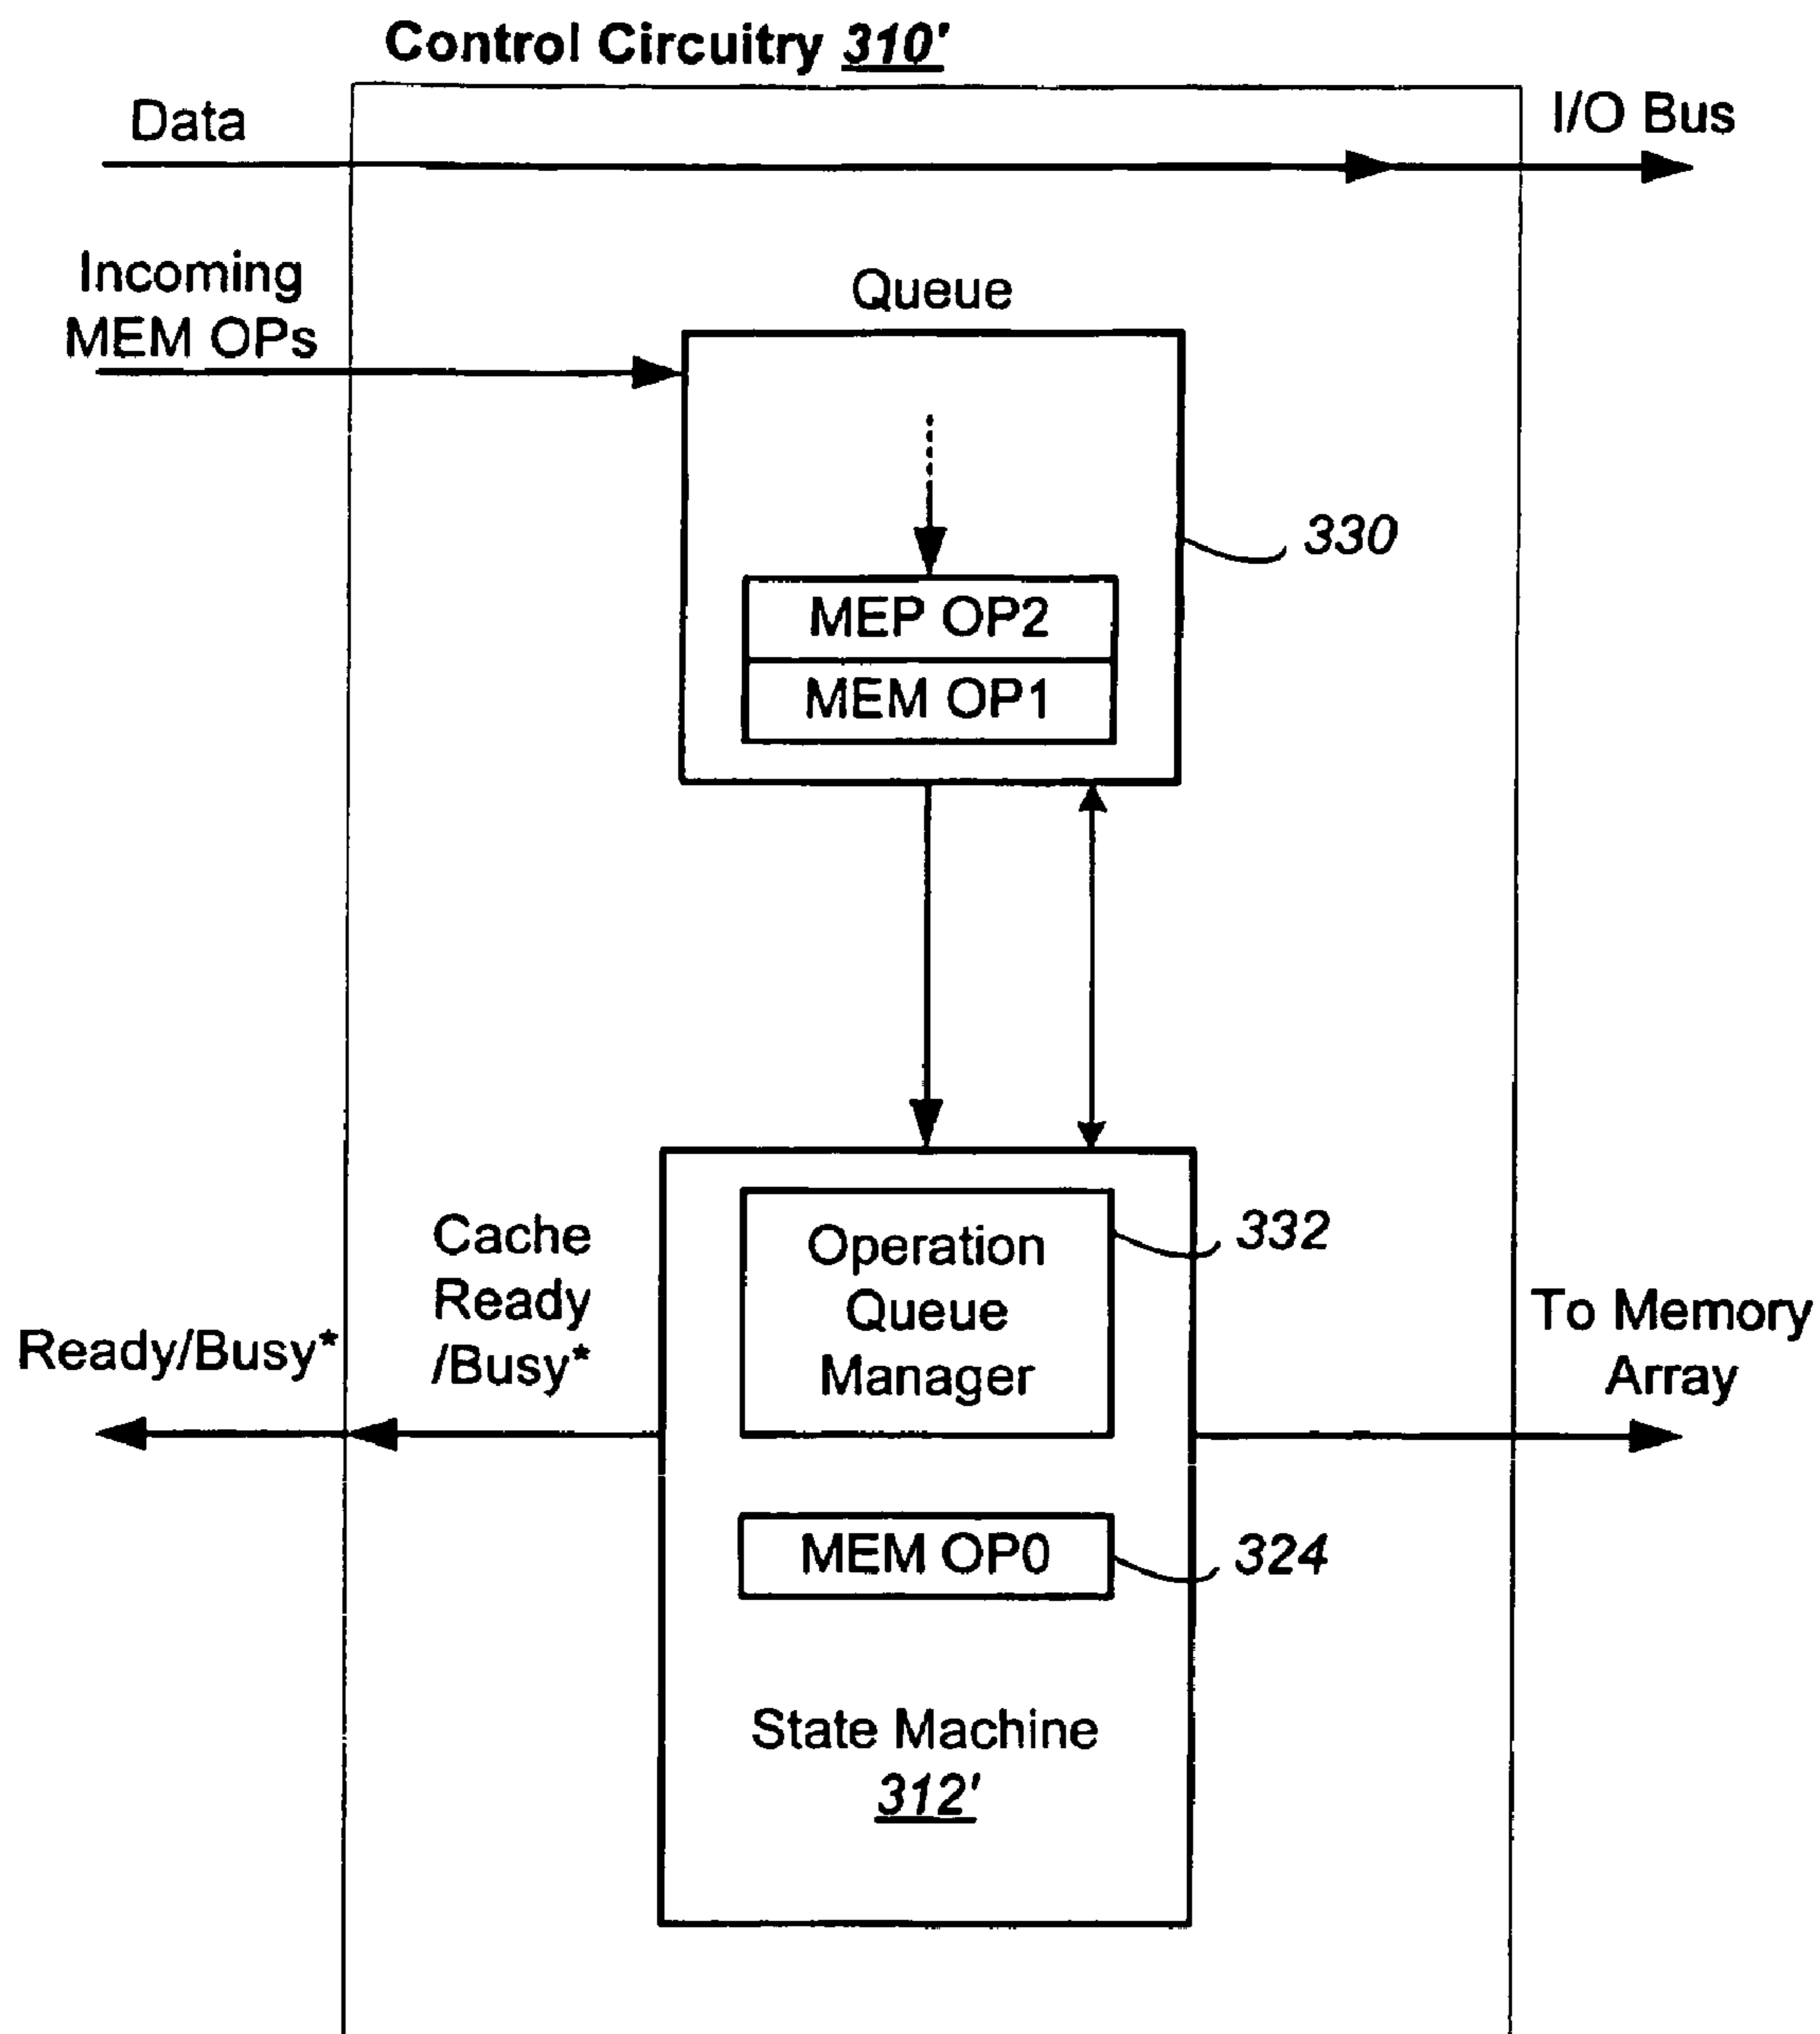 Control Circuitry 310'
Data
I/O Bus
Incoming
MEM OPs
Queue
330
MEP OP2
MEM OP1
Cache
Ready
/Busy*
Ready/Busy*
Operation
Queue
Manager
332
To Memory
Array
MEM OP0
324
State Machine
312'